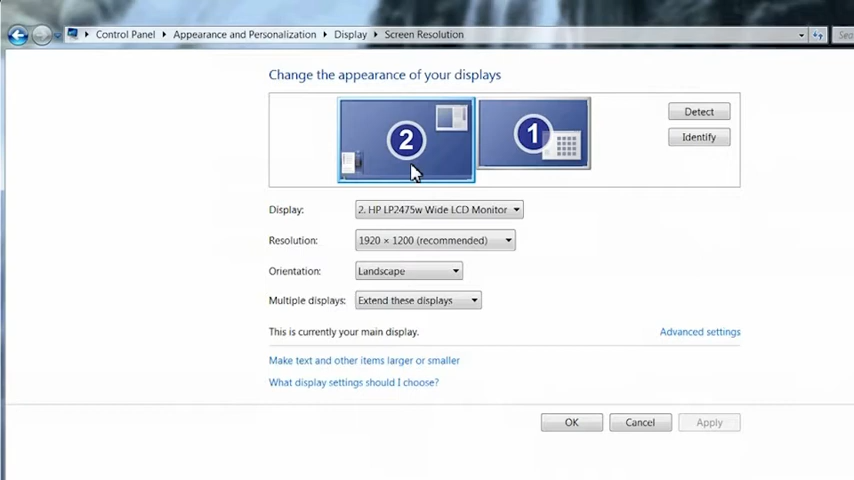 Control Panel Appearance and Personalization Display Screen Resolution
Change the appearance of your displays
2
1
Detect
Identify
Display: 2. HP LP2475w Wide LCD Monitor
Resolution: 1920 × 1200 (recommended)
Orientation: Landscape
Multiple displays: Extend these displays
This is currently your main display. Advanced settings
Make text and other items larger or smaller
What display settings should I choose?
OK Cancel Apply